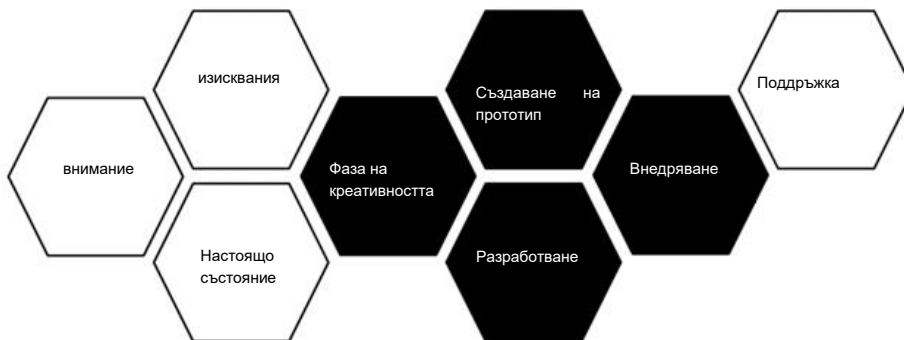 внимание
изисквания
Настоящо
състояние
Фаза на
креативността
Създаване на
прототип
Разработване
Внедряване
Поддръжка